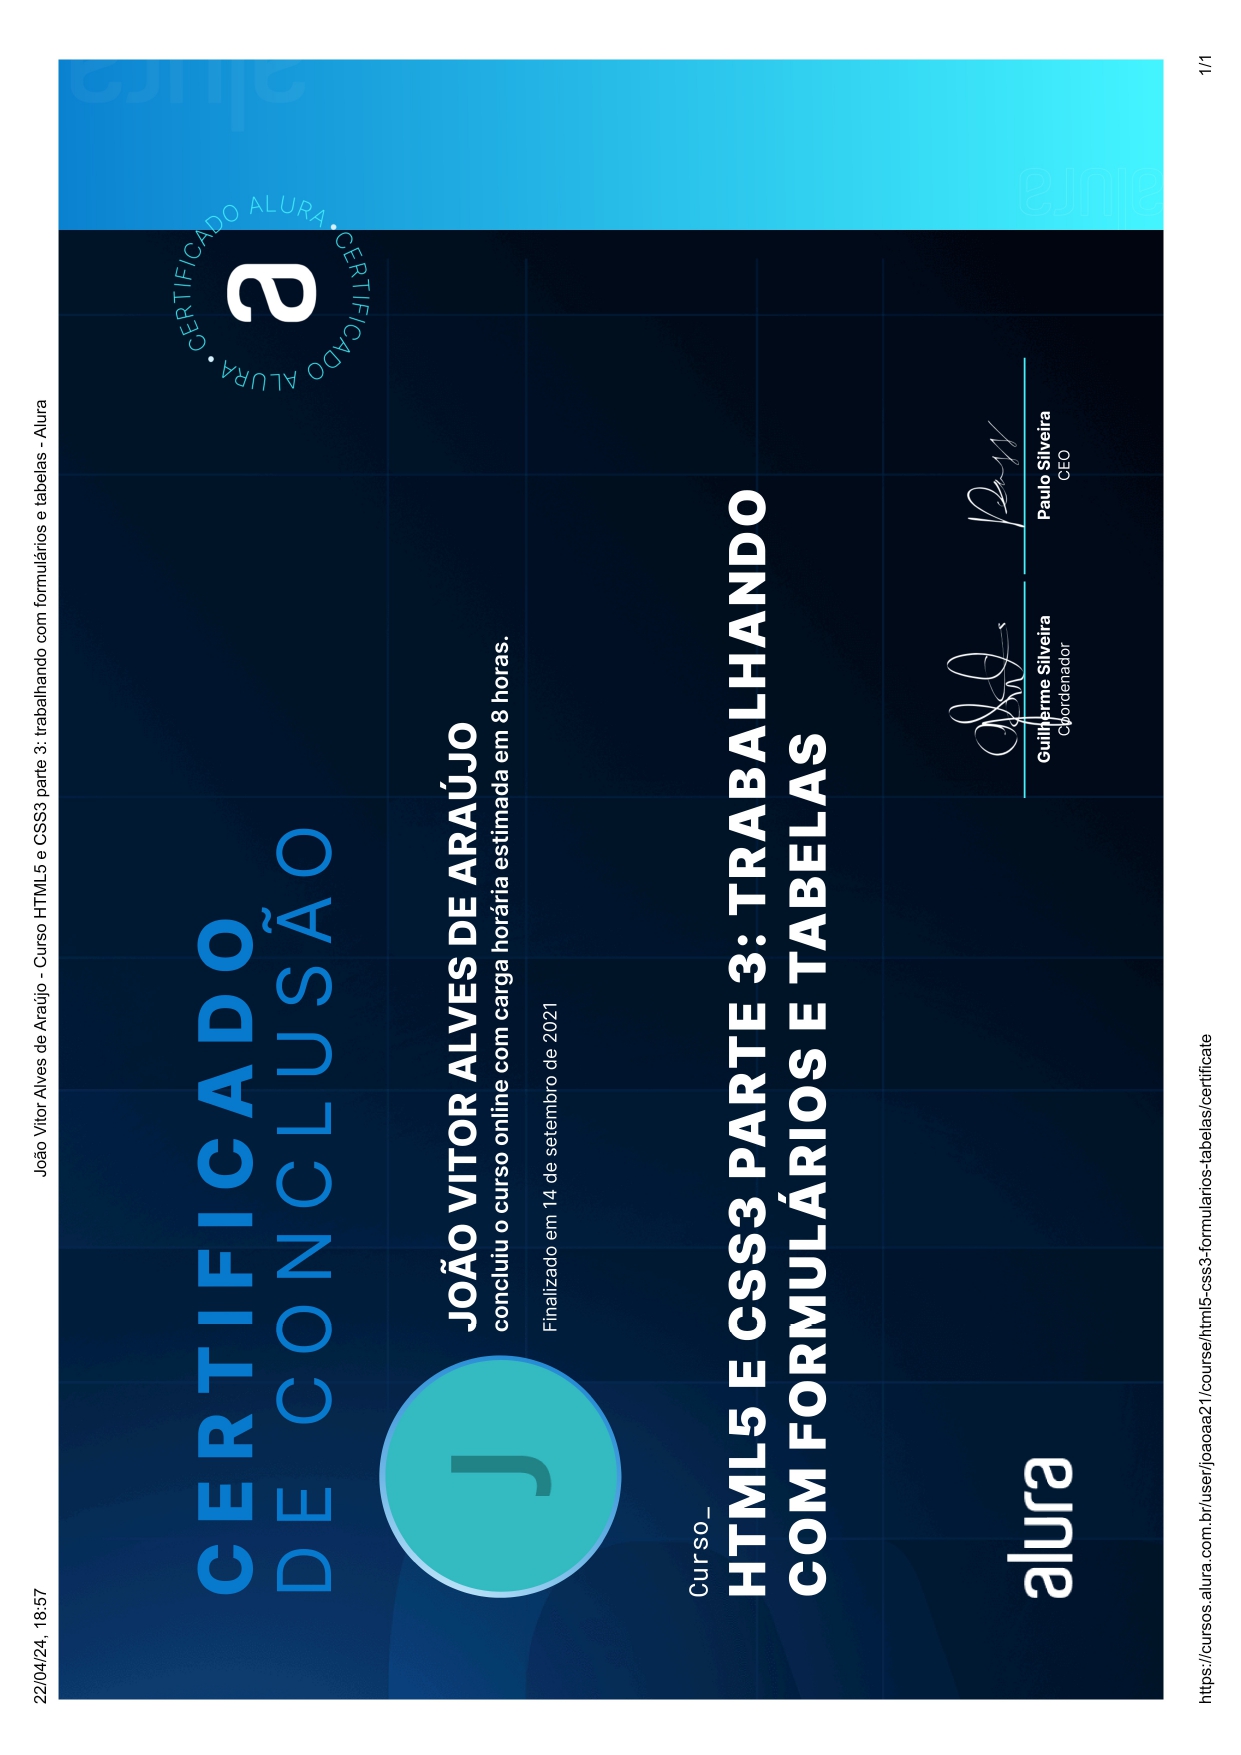 22/04/24, 18:57
João Vitor Alves de Araújo - Curso HTML5 e CSS3 parte 3: trabalhando com formulários e tabelas - Alura
alura
CERTIFICADO
DE CONCLUSÃO
CERTIFICADO ALURA • CERTIFICADO ALURA •
a
J
JOÃO VITOR ALVES DE ARAÚJO
concluiu o curso online com carga horária estimada em 8 horas.
Finalizado em 14 de setembro de 2021
Curso_
HTML5 E CSS3 PARTE 3: TRABALHANDO
COM FORMULÁRIOS E TABELAS
alura
Guilherme Silveira
Coordenador
Paulo Silveira
CEO
alura
https://cursos.alura.com.br/user/joaoaa21/course/html5-css3-formularios-tabelas/certificate
1/1